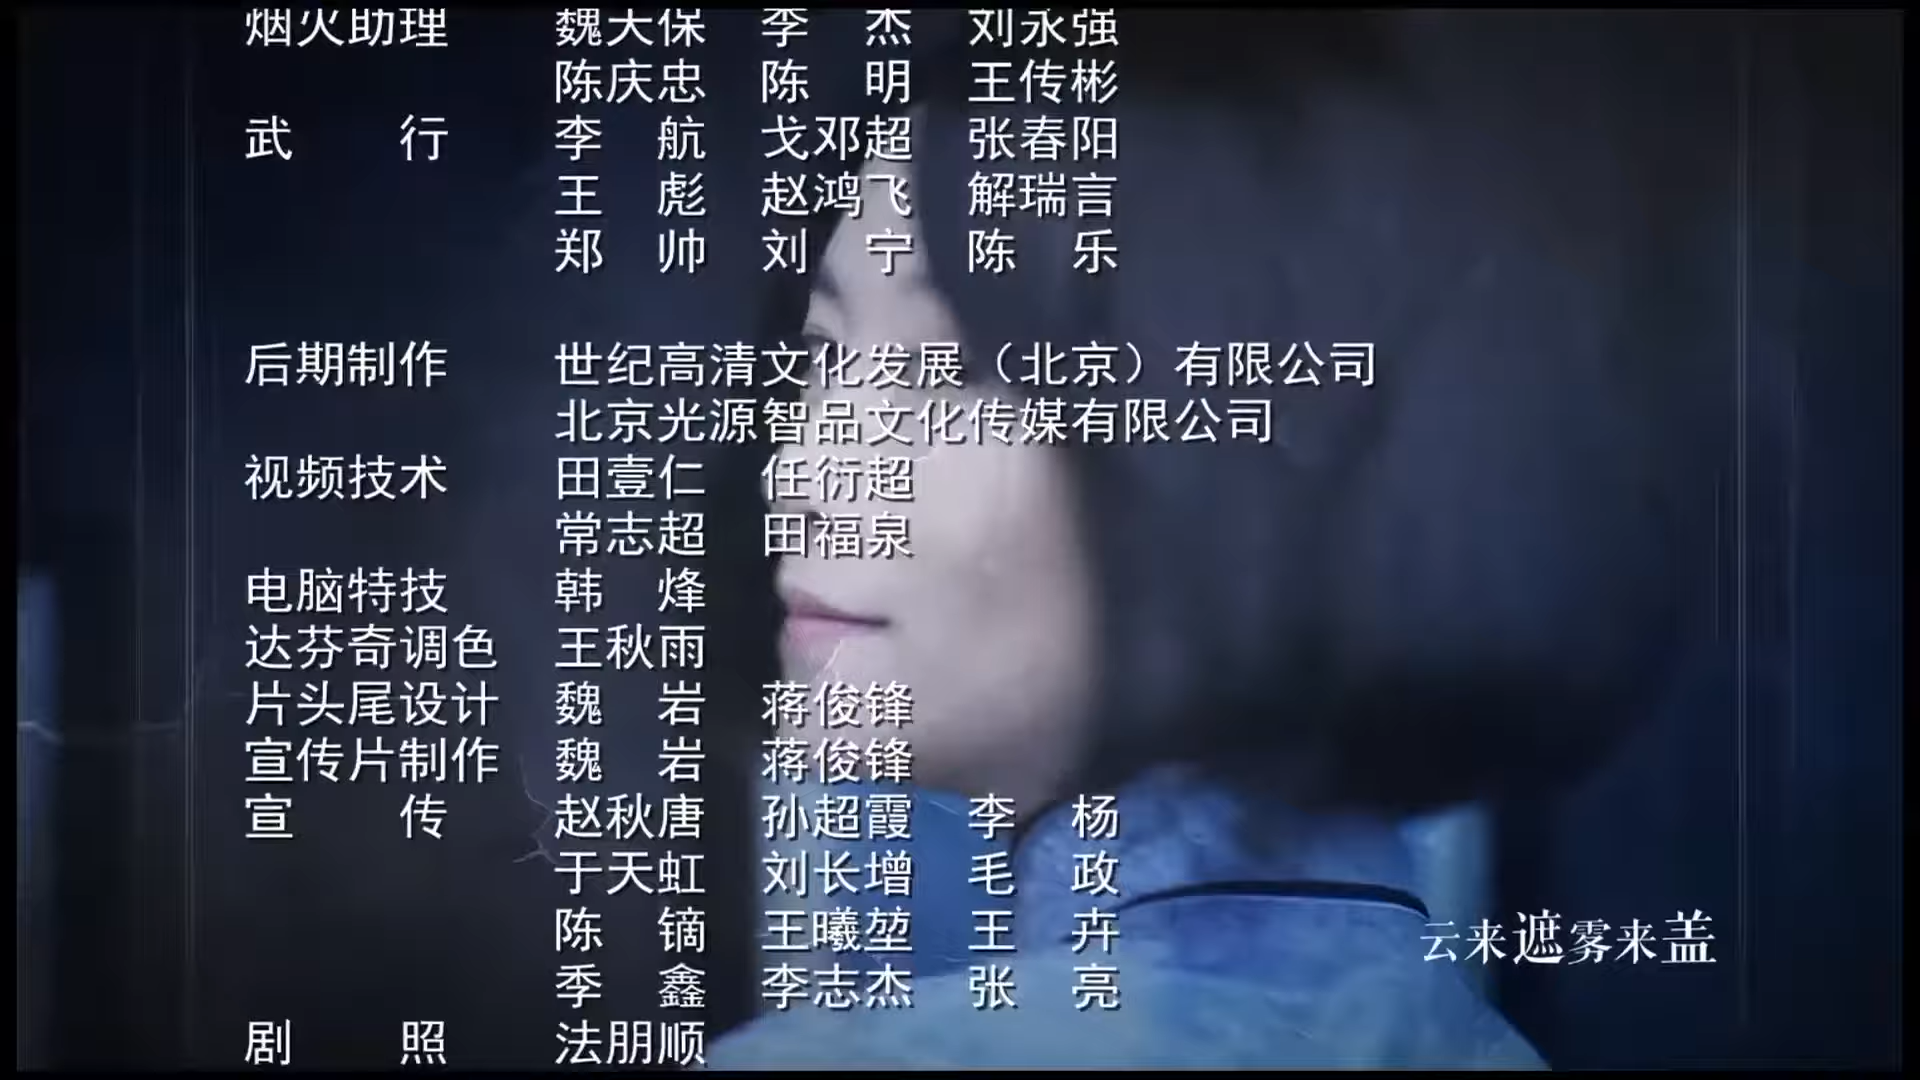 烟火助理 魏天保 李杰 刘永强
陈庆忠 陈明 王传彬
武行 李航 戈邓超 张春阳
王彪 赵鸿飞 解瑞言
郑帅 刘宁 陈乐
后期制作 世纪高清文化发展（北京）有限公司
北京光源智品文化传媒有限公司
视频技术 田壹仁 任衍超
常志超 田福泉
电脑特技 韩烽
达芬奇调色 王秋雨
片头尾设计 魏岩 蒋俊锋
宣传片制作 魏岩 蒋俊锋
宣传 赵秋唐 孙超霞 李杨
于天虹 刘长增 毛政
陈镝 王曦堃 王卉
季鑫 李志杰 张亮
剧照 法朋顺
云来遮雾来盖